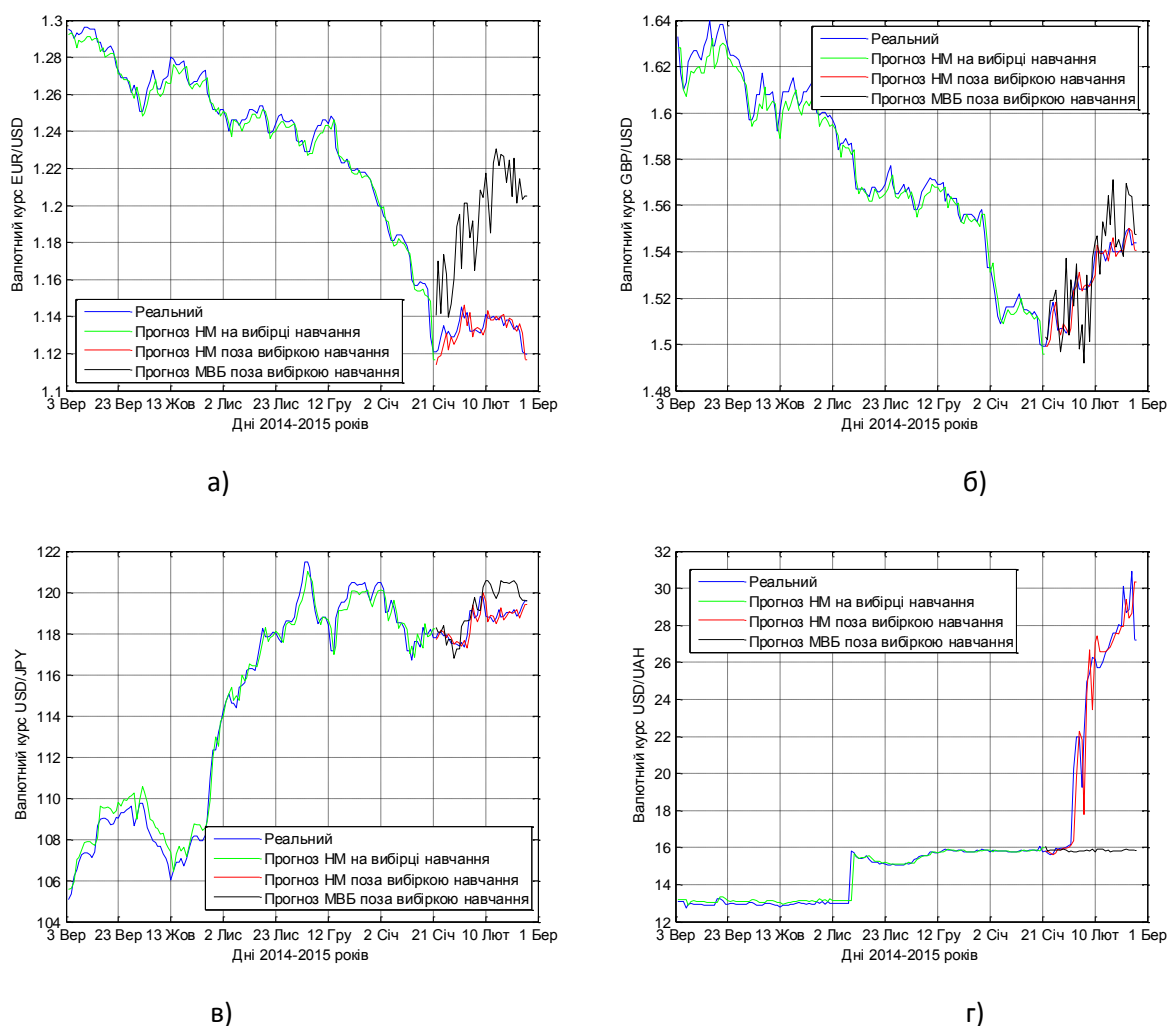 1.3
1.28
1.26
1.24
1.22
1.2
1.18
1.16
1.14
1.12
1.1
Валютний курс EUR/USD
Реальний
Прогноз НМ на вибірці навчання
Прогноз НМ поза вибіркою навчання
Прогноз МВБ поза вибіркою навчання
3 Вер 23 Вер 13 Жов 2 Лис 23 Лис 12 Гру 2 Січ 21 Січ 10 Лют 1 Бер
Дні 2014-2015 років
а)
1.64
1.62
1.6
1.58
1.56
1.54
1.52
1.5
1.48
Валютний курс GBP/USD
Реальний
Прогноз НМ на вибірці навчання
Прогноз НМ поза вибіркою навчання
Прогноз МВБ поза вибіркою навчання
3 Вер 23 Вер 13 Жов 2 Лис 23 Лис 12 Гру 2 Січ 21 Січ 10 Лют 1 Бер
Дні 2014-2015 років
б)
122
120
118
116
114
112
110
108
106
104
Валютний курс USD/JPY
Реальний
Прогноз НМ на вибірці навчання
Прогноз НМ поза вибіркою навчання
Прогноз МВБ поза вибіркою навчання
3 Вер 23 Вер 13 Жов 2 Лис 23 Лис 12 Гру 2 Січ 21 Січ 10 Лют 1 Бер
Дні 2014-2015 років
в)
32
30
28
26
24
22
20
18
16
14
12
Валютний курс USD/UAH
Реальний
Прогноз НМ на вибірці навчання
Прогноз НМ поза вибіркою навчання
Прогноз МВБ поза вибіркою навчання
3 Вер 23 Вер 13 Жов 2 Лис 23 Лис 12 Гру 2 Січ 21 Січ 10 Лют 1 Бер
Дні 2014-2015 років
г)